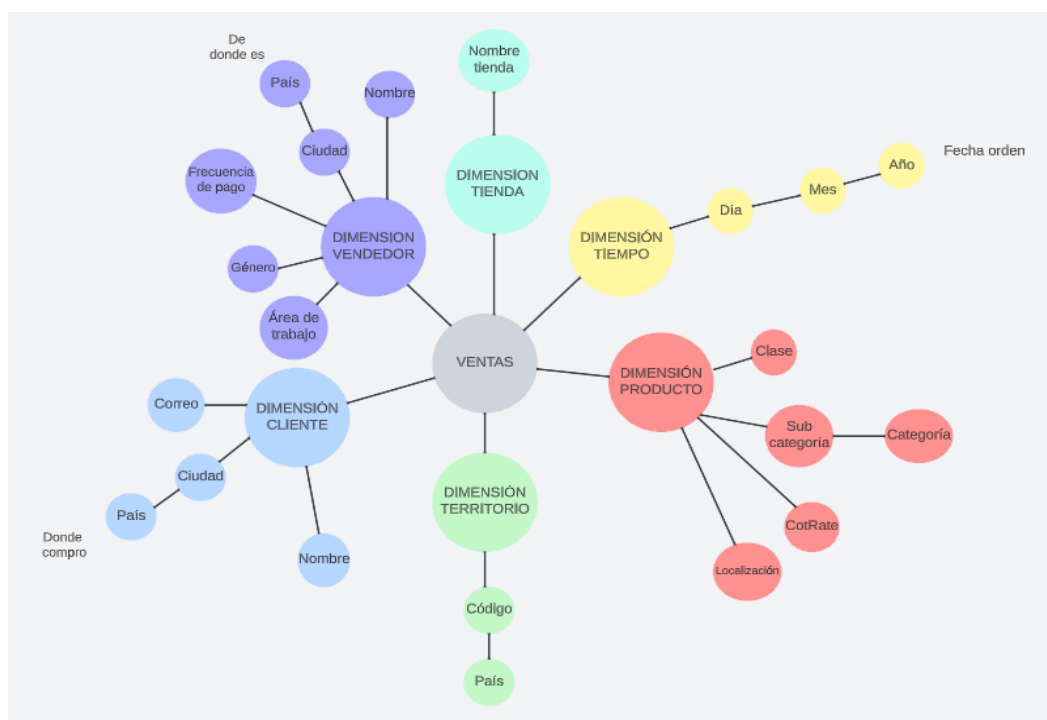 De
donde es
País
Nombre
Ciudad
Frecuencia
de pago
DIMENSION
VENDEDOR
Género
Área de
trabajo
Nombre
tienda
DIMENSION
TIENDA
DIMENSIÓN
TIEMPO
Dia
Mes
Año
Fecha orden
VENTAS
DIMENSIÓN
PRODUCTO
Clase
Sub
categoría
Categoría
CotRate
Localización
DIMENSIÓN
CLIENTE
Correo
Ciudad
País
Donde
compro
Nombre
DIMENSIÓN
TERRITORIO
Código
País